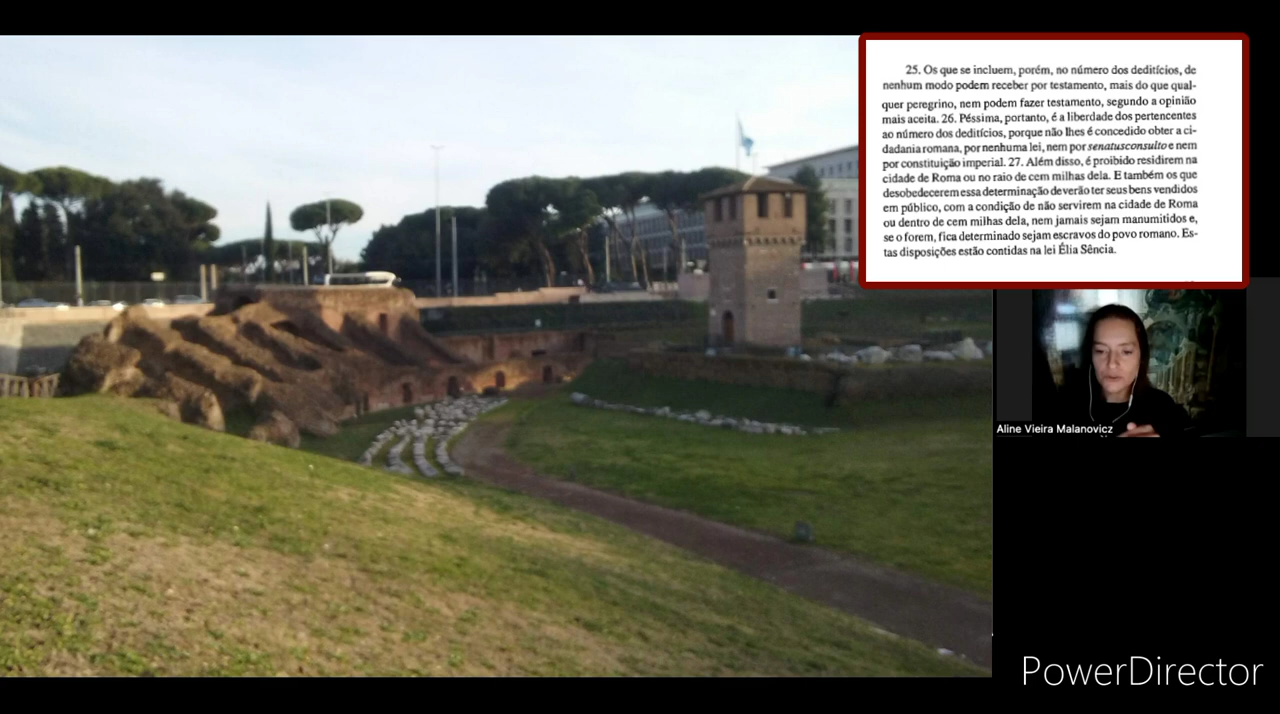 25. Os que se incluem, porém, no número dos deditícios, de
nenhum modo podem receber por testamento, mais do que qual-
quer peregrino, nem podem fazer testamento, segundo a opinião
mais aceita. 26. Péssima, portanto, é a liberdade dos pertencentes
ao número dos deditícios, porque não lhes é concedido obter a ci-
dadania romana, por nenhuma lei, nem por senatusconsulto e nem
por constituição imperial. 27. Além disso, é proibido residirem na
cidade de Roma ou no raio de cem milhas dela. E também os que
desobedecerem essa determinação deverão ter seus bens vendidos
em público, com a condição de não servirem na cidade de Roma
ou dentro de cem milhas dela, nem jamais sejam manumitidos e,
se o forem, fica determinado sejam escravos do povo romano. Es-
tas disposições estão contidas na lei Élia Sência.
Aline Vieira Malanovicz
PowerDirector